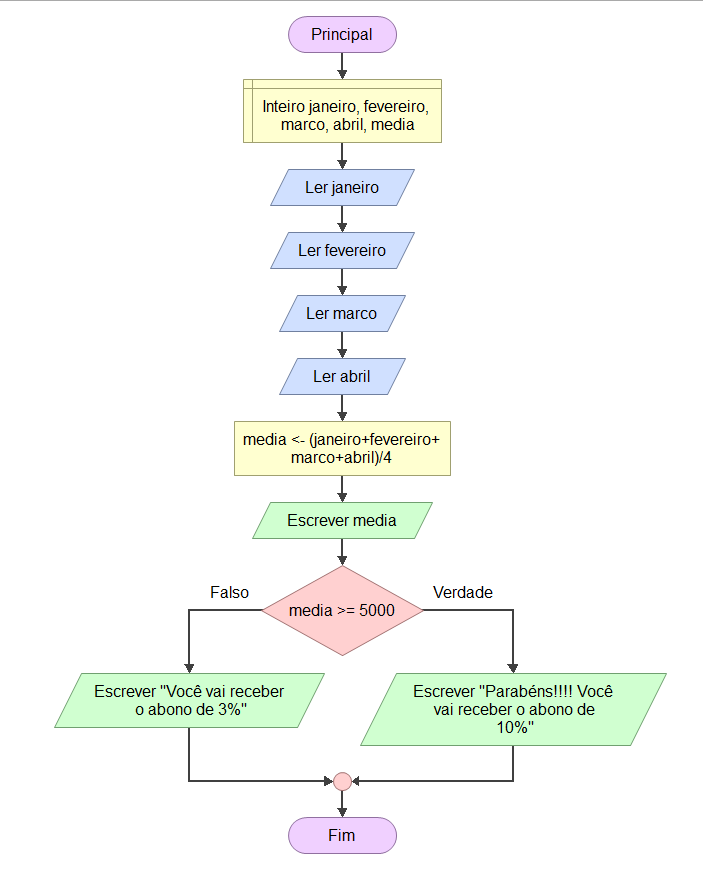 Principal
Inteiro janeiro, fevereiro,
marco, abril, media
Ler janeiro
Ler fevereiro
Ler marco
Ler abril
media <- (janeiro+fevereiro+
marco+abril)/4
Escrever media
media >= 5000
Falso
Verdade
Escrever "Você vai receber
o abono de 3%"
Escrever "Parabéns!!!! Você
vai receber o abono de
10%"
Fim